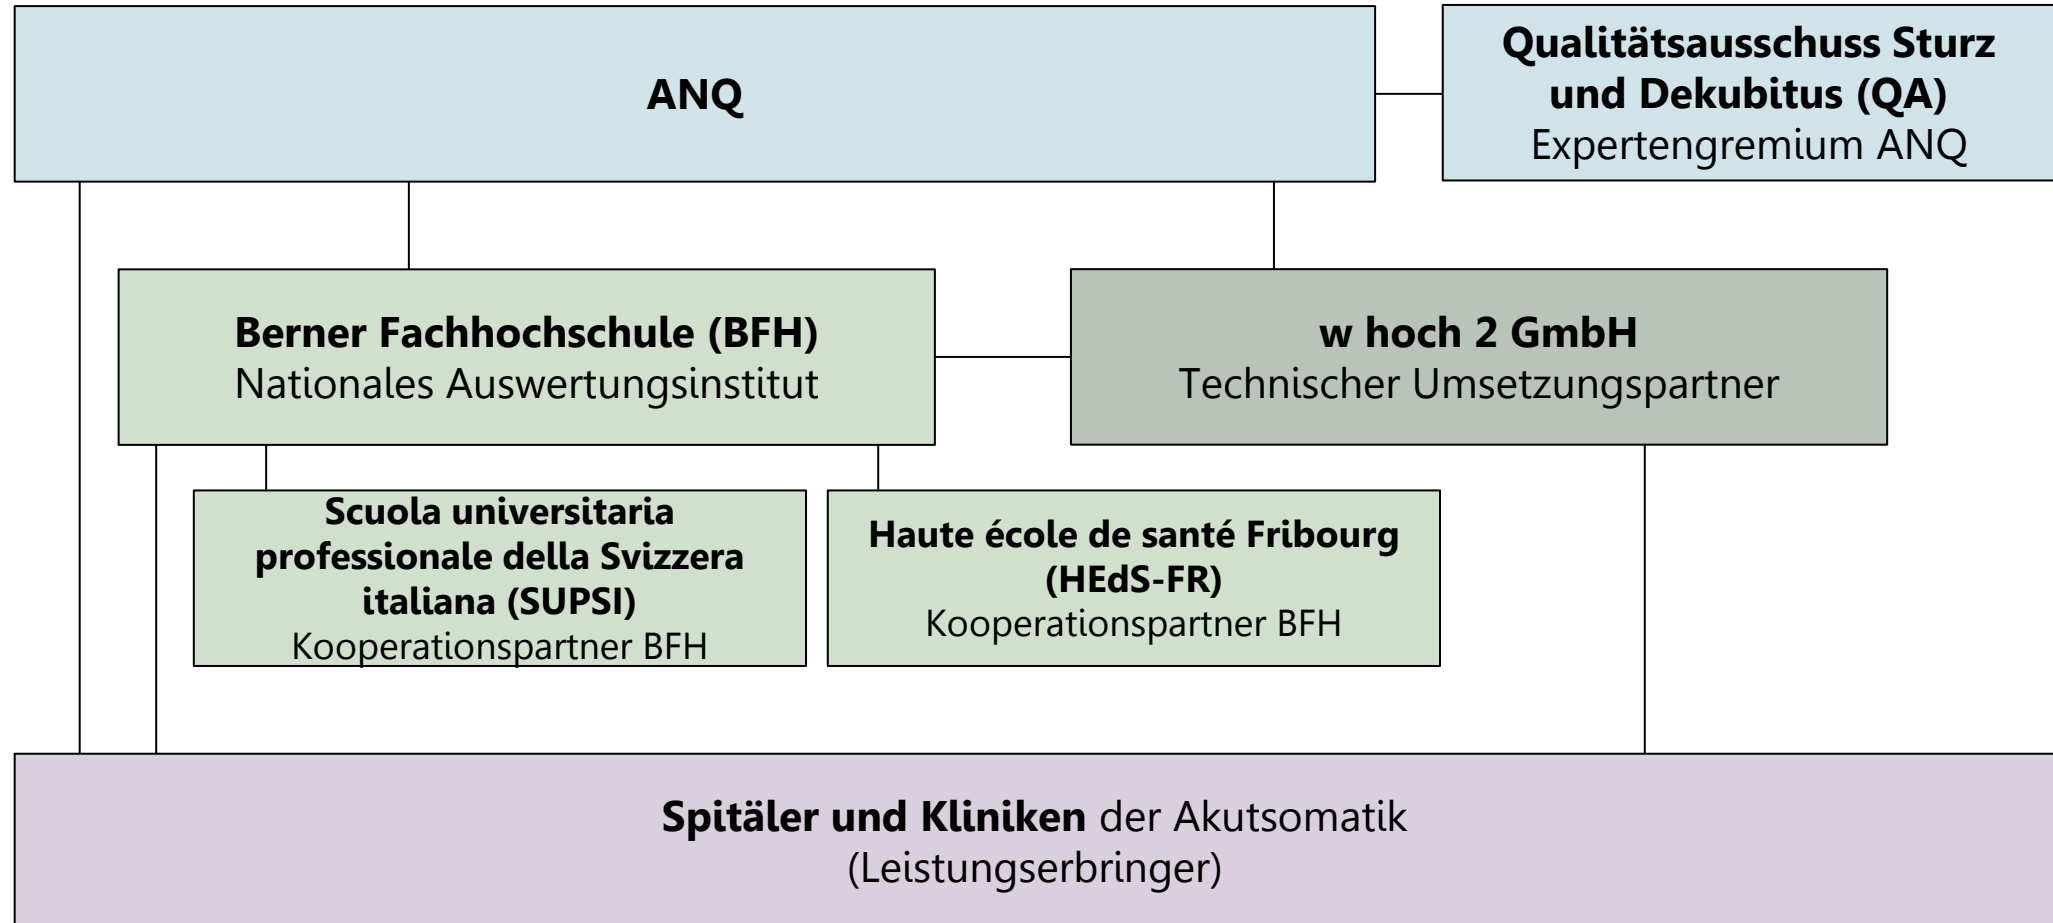 ANQ
Qualitätsausschuss Sturz
und Dekubitus (QA)
Expertengremium ANQ
Berner Fachhochschule (BFH)
Nationales Auswertungsinstitut
w hoch 2 GmbH
Technischer Umsetzungspartner
Scuola universitaria
professionale della Svizzera
italiana (SUPSI)
Kooperationspartner BFH
Haute école de santé Fribourg
(HEdS-FR)
Kooperationspartner BFH
Spitäler und Kliniken der Akutsomatik
(Leistungserbringer)